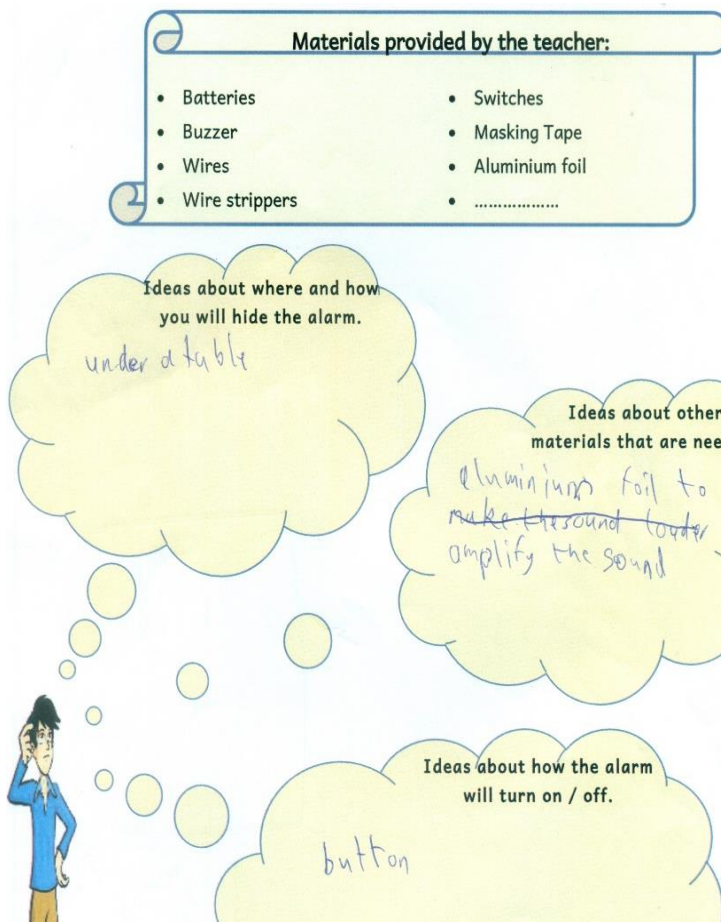 Materials provided by the teacher:
• Batteries
• Buzzer
• Wires
• Wire strippers
• Switches
• Masking Tape
• Aluminium foil
• ....................
Ideas about where and how
you will hide the alarm.
under a table
Ideas about other
materials that are nee
aluminium foil to
make the sound louder
amplify the sound
Ideas about how the alarm
will turn on / off.
button